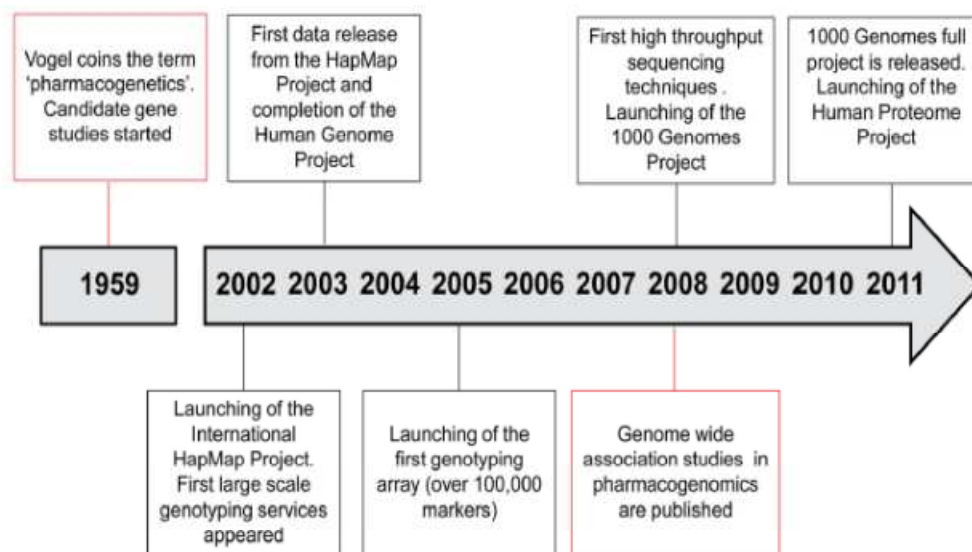 Vogel coins the term
'pharmacogenetics'.
Candidate gene
studies started
First data release
from the HapMap
Project and
completion of the
Human Genome
Project
First high throughput
sequencing
techniques .
Launching of the
1000 Genomes
Project
1000 Genomes full
project is released.
Launching of the
Human Proteome
Project
1959
2002 2003 2004 2005 2006 2007 2008 2009 2010 2011
Launching of the
International
HapMap Project.
First large scale
genotyping services
appeared
Launching of the
first genotyping
array (over 100,000
markers)
Genome wide
association studies in
pharmacogenomics
are published